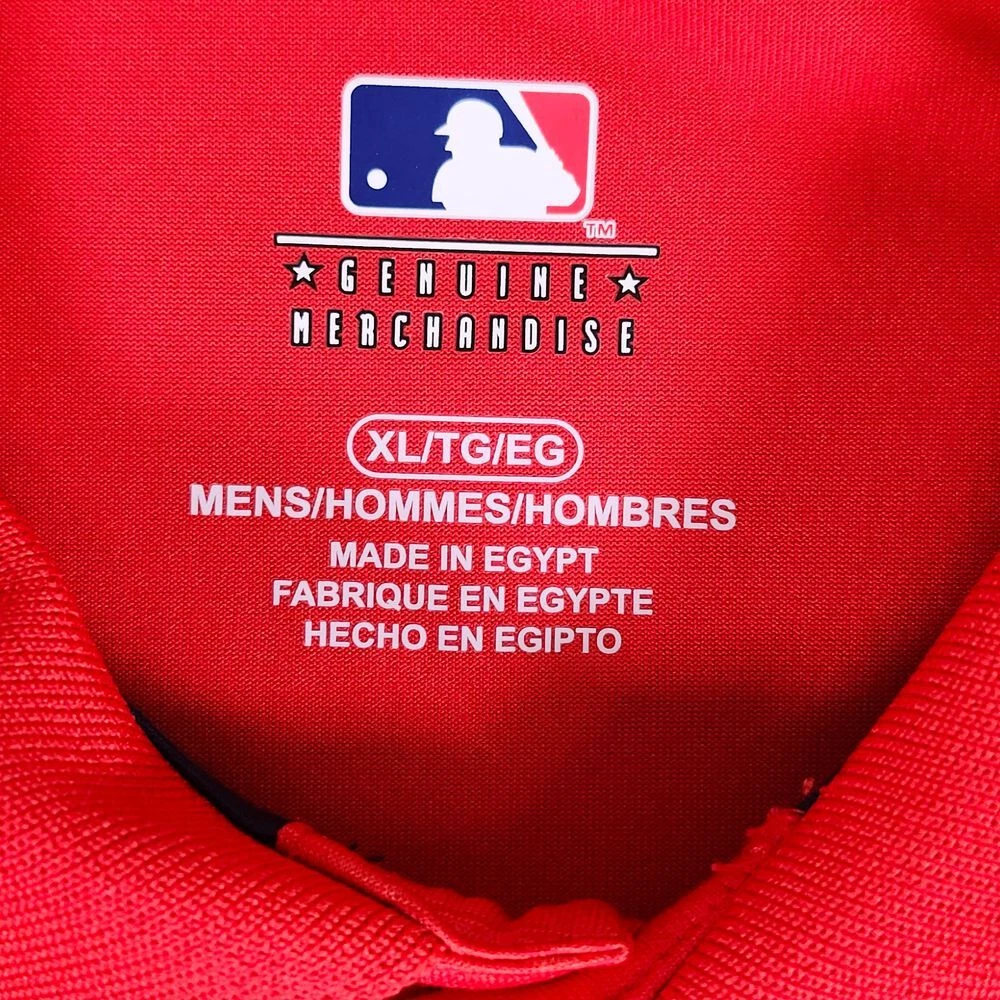 TM
GENUINE
MERCHANDISE
XL/TG/EG
MENS/HOMMES/HOMBRES
MADE IN EGYPT
FABRIQUE EN EGYPTE
HECHO EN EGIPTO